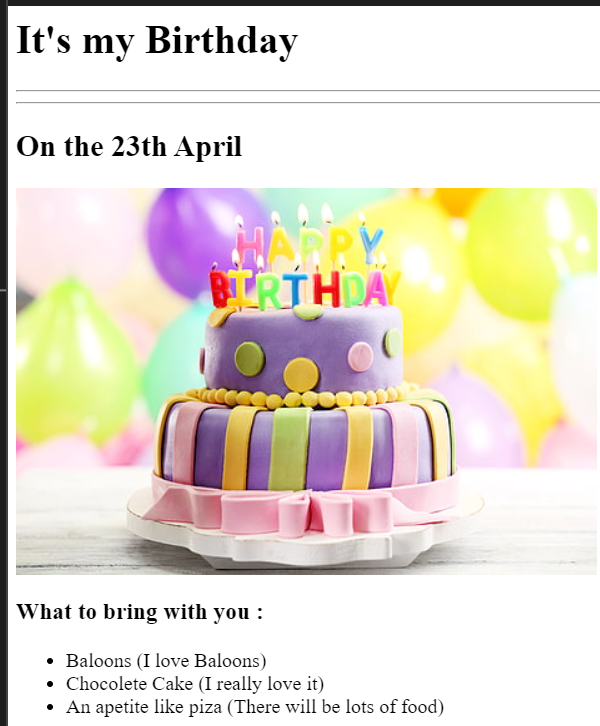 It's my Birthday
On the 23th April
HAPPY
BIRTHDAY
What to bring with you :
Baloons (I love Baloons)
Chocolete Cake (I really love it)
An apetite like piza (There will be lots of food)